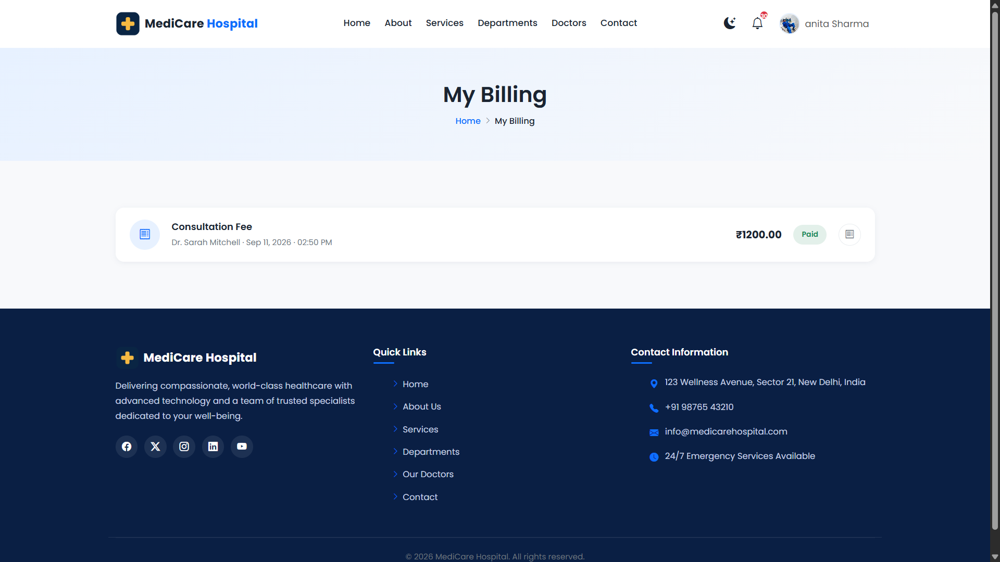 MediCare Hospital
Home
About
Services
Departments
Doctors
Contact
30
anita Sharma
My Billing
Home
My Billing
Consultation Fee
Dr. Sarah Mitchell · Sep 11, 2026 · 02:50 PM
₹1200.00
Paid
MediCare Hospital
Delivering compassionate, world-class healthcare with
advanced technology and a team of trusted specialists
dedicated to your well-being.
Quick Links
Home
About Us
Services
Departments
Our Doctors
Contact
Contact Information
123 Wellness Avenue, Sector 21, New Delhi, India
+91 98765 43210
info@medicarehospital.com
24/7 Emergency Services Available
© 2026 MediCare Hospital. All rights reserved.